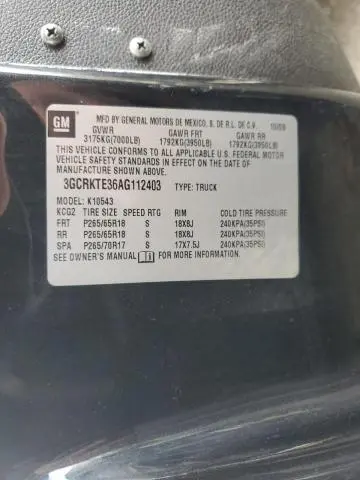 GM
MFD BY GENERAL MOTORS DE MEXICO, S. DE R.L. DE C.V. 10/09
GVWR GAWR FRT GAWR RR
3175KG(7000LB) 1792KG(3950LB) 1792KG(3950LB)
THIS VEHICLE CONFORMS TO ALL APPLICABLE U.S. FEDERAL MOTOR
VEHICLE SAFETY STANDARDS IN EFFECT ON THE DATE OF
MANUFACTURE SHOWN ABOVE.
3GCRKTE36AG112403 TYPE: TRUCK
MODEL: K10543
KCG2 TIRE SIZE SPEED RTG RIM COLD TIRE PRESSURE
FRT P265/65R18 S 18X8J 240KPA(35PSI)
RR P265/65R18 S 18X8J 240KPA(35PSI)
SPA P265/70R17 S 17X7.5J 240KPA(35PSI)
SEE OWNER'S MANUAL FOR MORE INFORMATION.